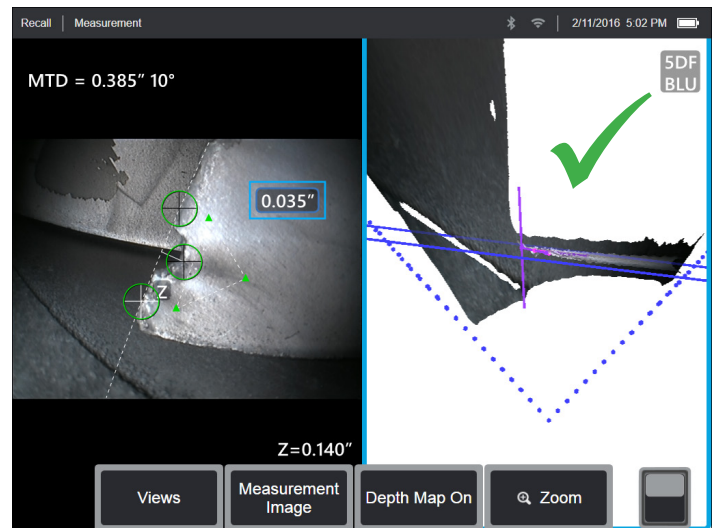 Recall | Measurement
2/11/2016 5:02 PM
MTD = 0.385" 10°
5DF
BLU
0.035"
Z
Z=0.140"
Views
Measurement
Image
Depth Map On
Zoom